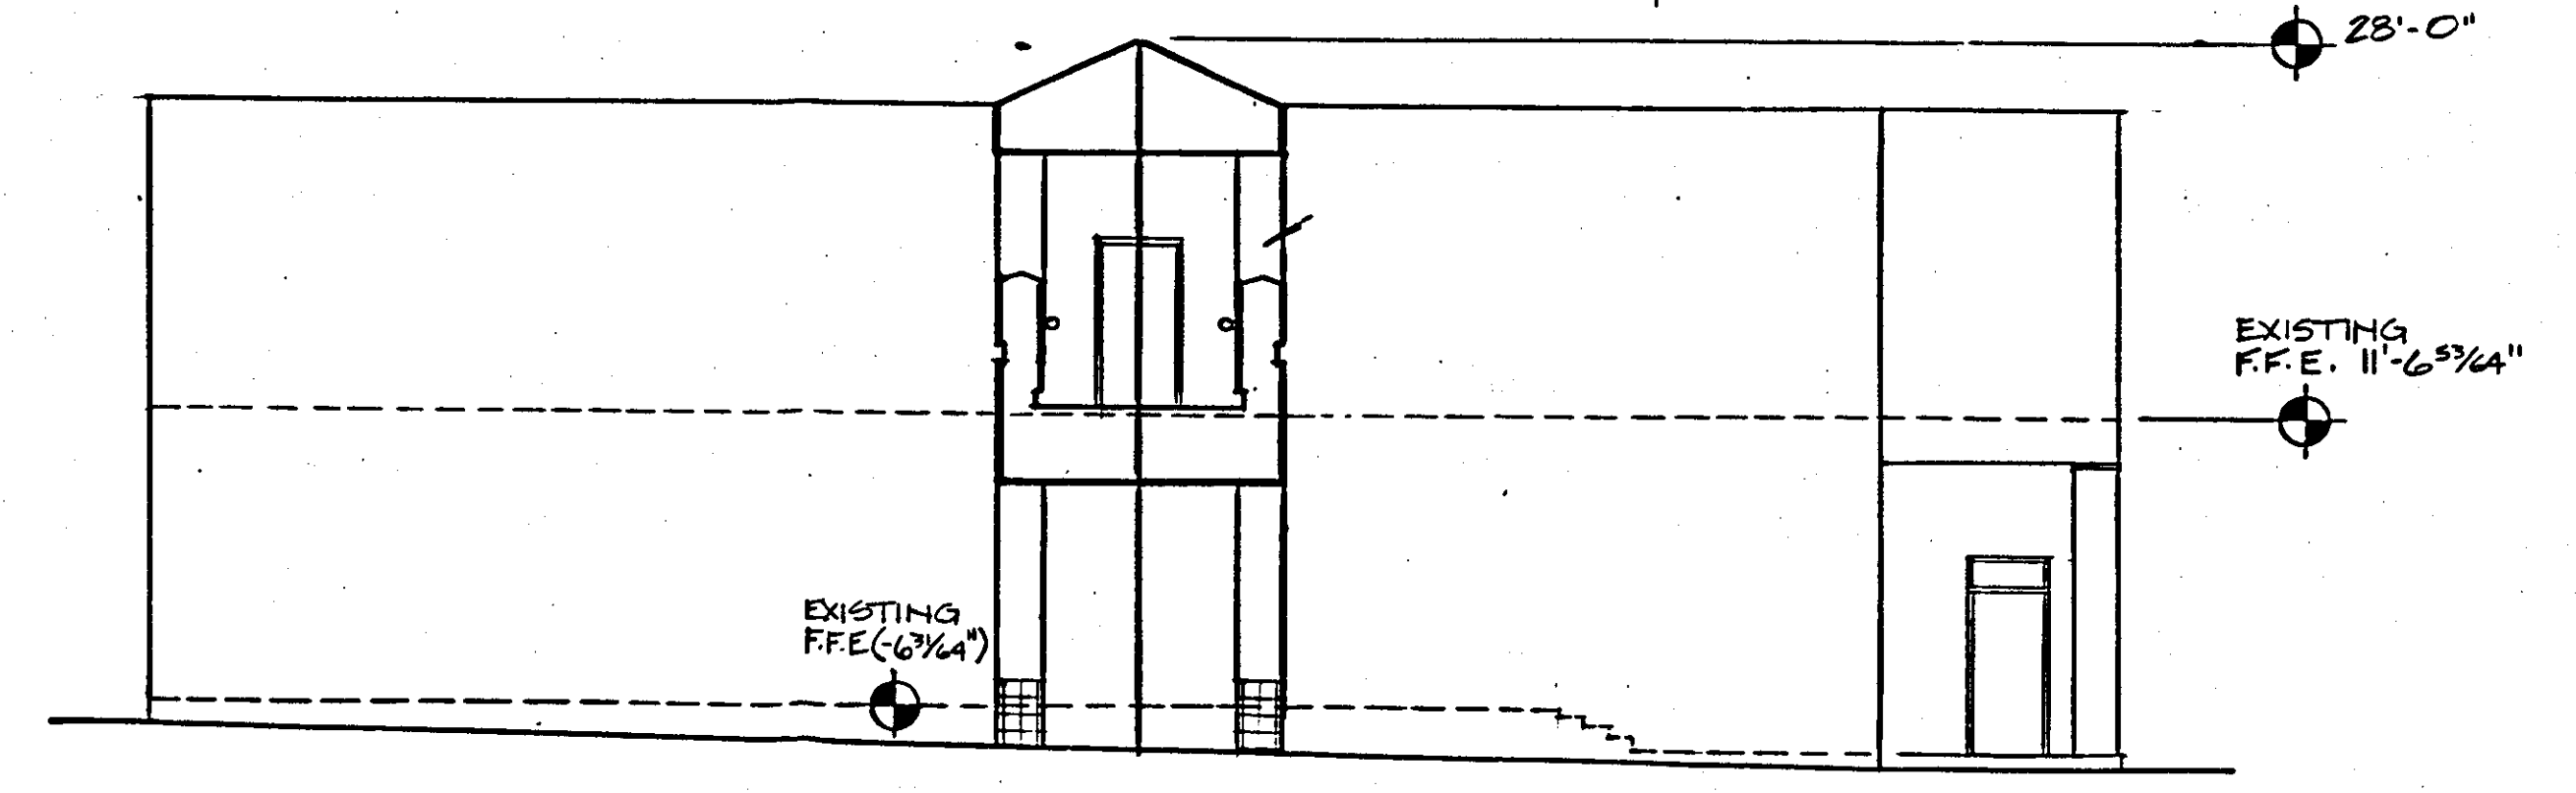 28'-0"
EXISTING
F.F.E. 11'-6 53/64"
EXISTING
F.F.E (-6 31/64")